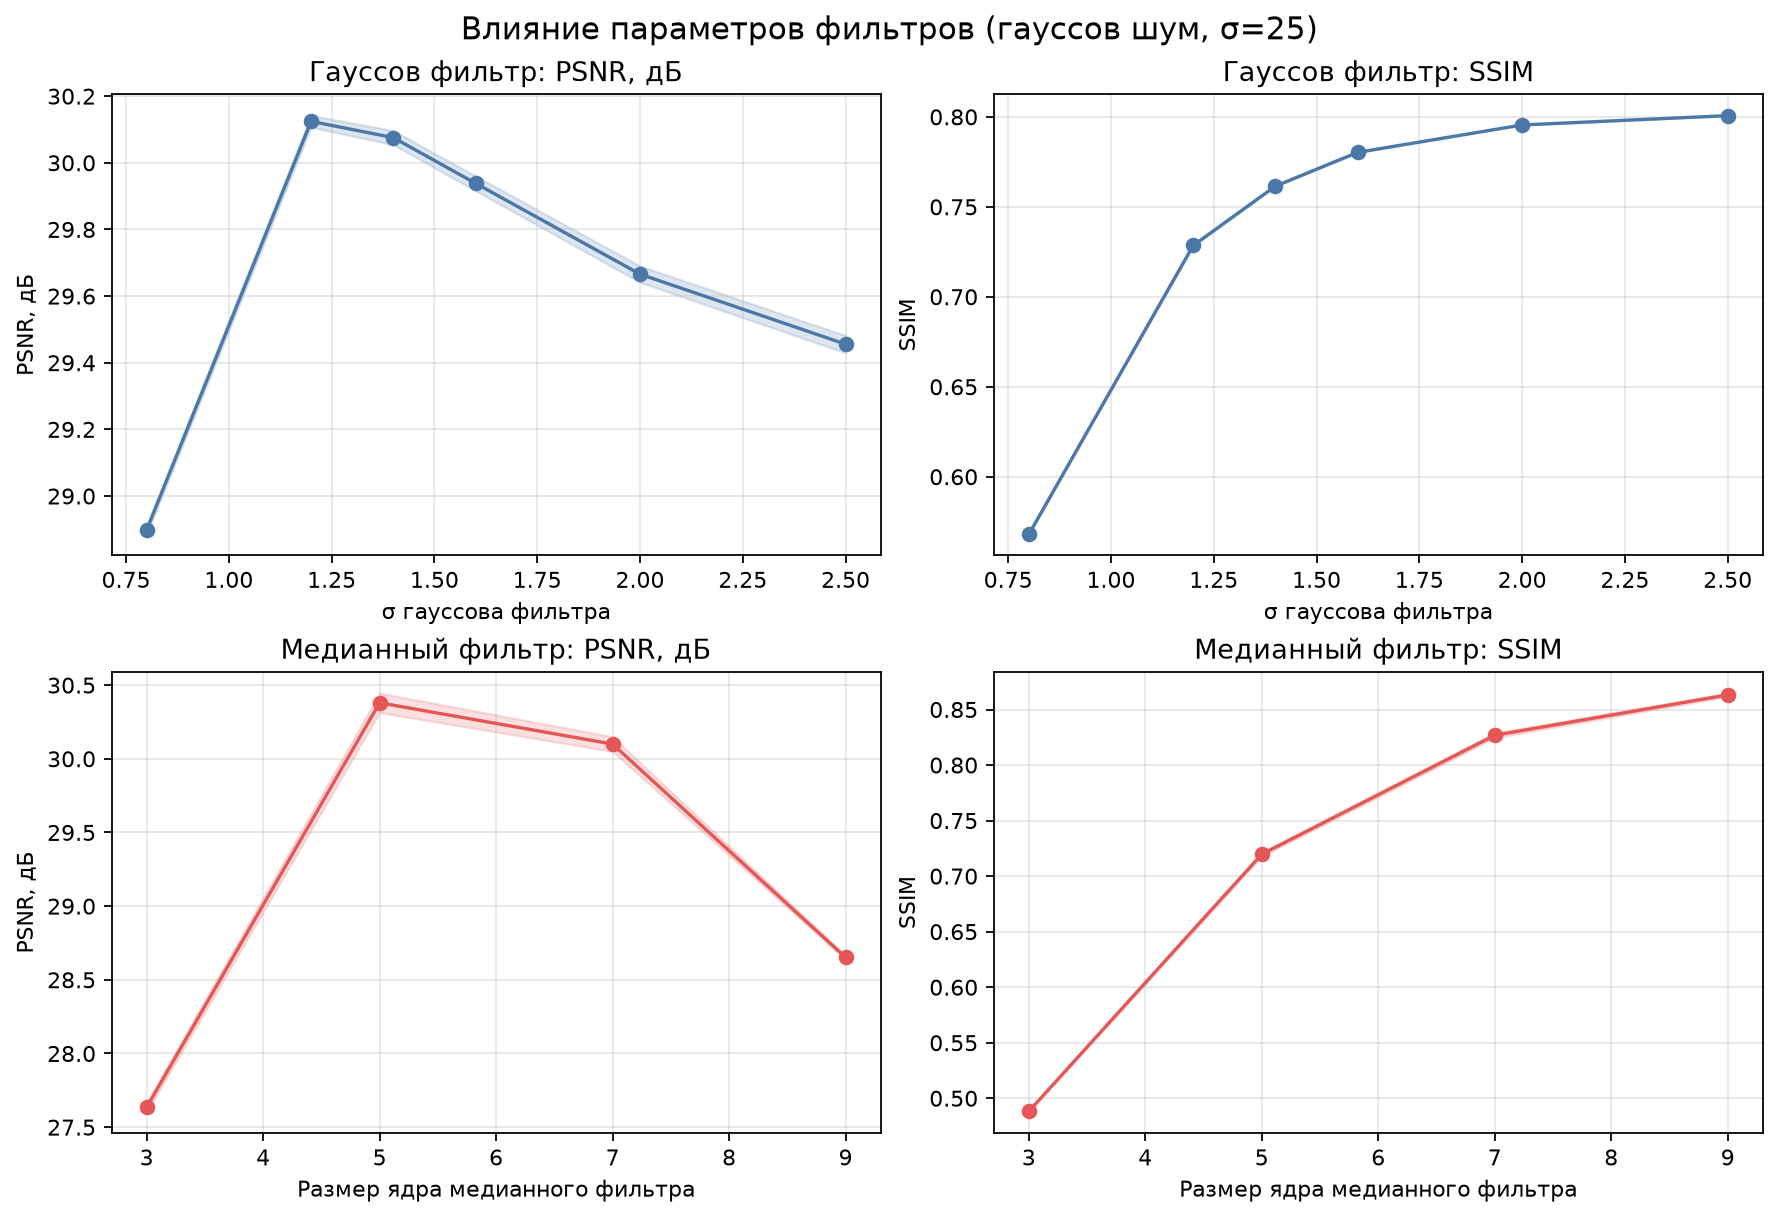 Влияние параметров фильтров (гауссов шум, σ=25)
Гауссов фильтр: PSNR, дБ
PSNR, дБ
30.2
30.0
29.8
29.6
29.4
29.2
29.0
0.75 1.00 1.25 1.50 1.75 2.00 2.25 2.50
σ гауссова фильтра
Гауссов фильтр: SSIM
SSIM
0.80
0.75
0.70
0.65
0.60
0.75 1.00 1.25 1.50 1.75 2.00 2.25 2.50
σ гауссова фильтра
Медианный фильтр: PSNR, дБ
PSNR, дБ
30.5
30.0
29.5
29.0
28.5
28.0
27.5
3 4 5 6 7 8 9
Размер ядра медианного фильтра
Медианный фильтр: SSIM
SSIM
0.85
0.80
0.75
0.70
0.65
0.60
0.55
0.50
3 4 5 6 7 8 9
Размер ядра медианного фильтра